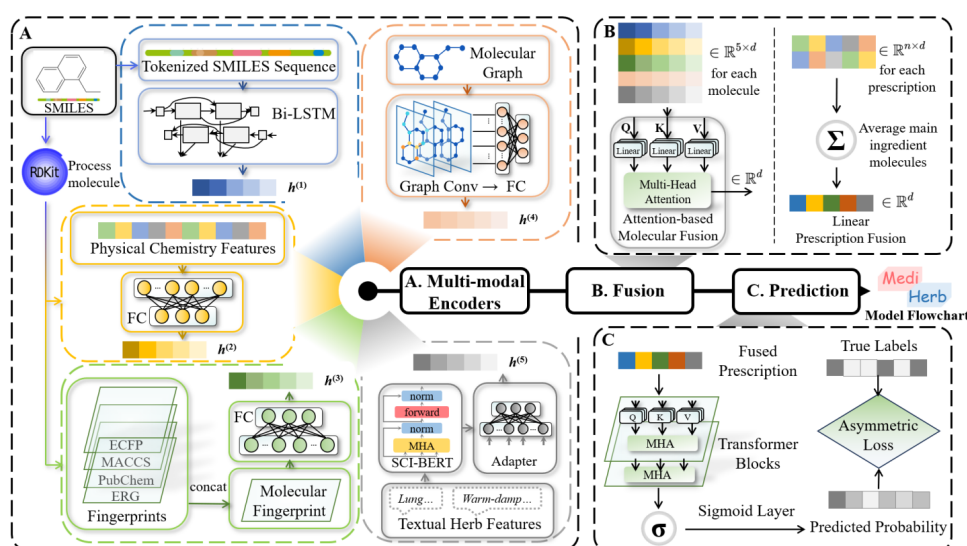 A
SMILES
RDKit
Process
molecule
Tokenized SMILES Sequence
Bi-LSTM
h(1)
Molecular
Graph
Graph Conv → FC
h(4)
Physical Chemistry Features
FC
h(2)
ECFP
MACCS
PubChem
ERG
Fingerprints
concat
h(3)
FC
Molecular
Fingerprint
h(5)
norm
forward
norm
MHA
SCI-BERT
Adapter
Lung...
Warm-damp...
Textual Herb Features
A. Multi-modal
Encoders
B. Fusion
C. Prediction
Medi
Herb
Model Flowchart
B
∈ ℝ5×d
for each
molecule
Q
K
V
Linear
Linear
Linear
Multi-Head
Attention
∈ ℝd
Attention-based
Molecular Fusion
∈ ℝn×d
for each
prescription
Σ
Average main
ingredient
molecules
∈ ℝd
Linear
Prescription Fusion
C
Fused
Prescription
Q
K
V
MHA
MHA
Transformer
Blocks
σ
Sigmoid Layer
True Labels
Asymmetric
Loss
Predicted Probability